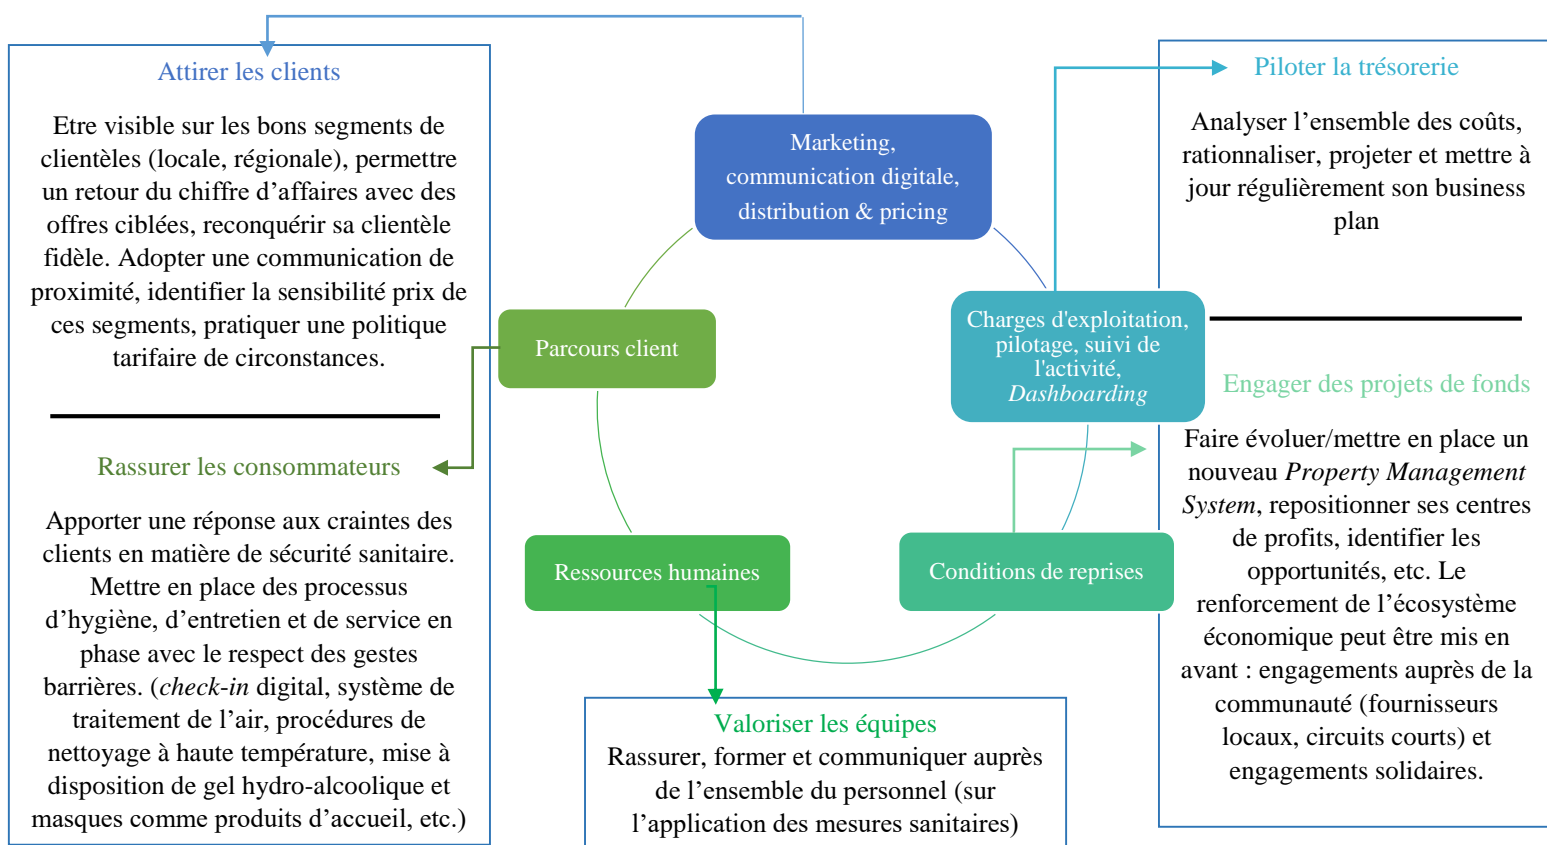 Attirer les clients
Etre visible sur les bons segments de
clientèles (locale, régionale), permettre
un retour du chiffre d’affaires avec des
offres ciblées, reconquérir sa clientèle
fidèle. Adopter une communication de
proximité, identifier la sensibilité prix de
ces segments, pratiquer une politique
tarifaire de circonstances.
Rassurer les consommateurs
Apporter une réponse aux craintes des
clients en matière de sécurité sanitaire.
Mettre en place des processus
d’hygiène, d’entretien et de service en
phase avec le respect des gestes
barrières. (check-in digital, système de
traitement de l’air, procédures de
nettoyage à haute température, mise à
disposition de gel hydro-alcoolique et
masques comme produits d’accueil, etc.)
Marketing,
communication digitale,
distribution & pricing
Parcours client
Charges d'exploitation,
pilotage, suivi de
l'activité,
Dashboarding
Ressources humaines
Conditions de reprises
Valoriser les équipes
Rassurer, former et communiquer auprès
de l’ensemble du personnel (sur
l’application des mesures sanitaires)
Piloter la trésorerie
Analyser l’ensemble des coûts,
rationnaliser, projeter et mettre à
jour régulièrement son business
plan
Engager des projets de fonds
Faire évoluer/mettre en place un
nouveau Property Management
System, repositionner ses centres
de profits, identifier les
opportunités, etc. Le
renforcement de l’écosystème
économique peut être mis en
avant : engagements auprès de la
communauté (fournisseurs
locaux, circuits courts) et
engagements solidaires.